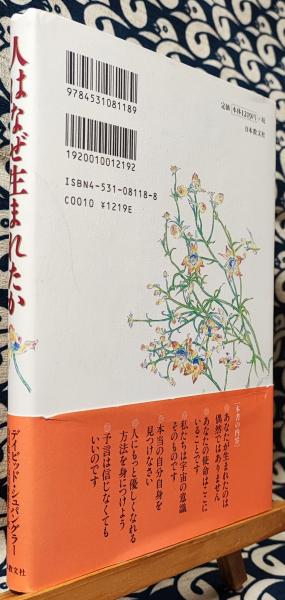 人はなぜ生まれたか
デイビッド・シュパングラー
教文社
9784531081189
1920010012192
ISBN4-531-08118-8
C0010 ¥1219E
定価 本体1219円 +税
日本教文社
[本書の内容]
あなたが生まれたのは
偶然ではありません
あなたの使命はここに
いることです
私たちは宇宙の意識
そのものです
本当の自分自身を
見つけなさい
人にもっと優しくなれる
方法を身につけよう
予言は信じなくても
いいのです